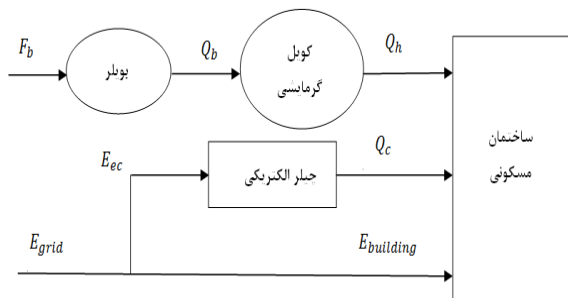 F_b
بویلر
Q_b
کویل
گرمایشی
Q_h
ساختمان
مسکونی
E_ec
چیلر الکتریکی
Q_c
E_grid
E_building